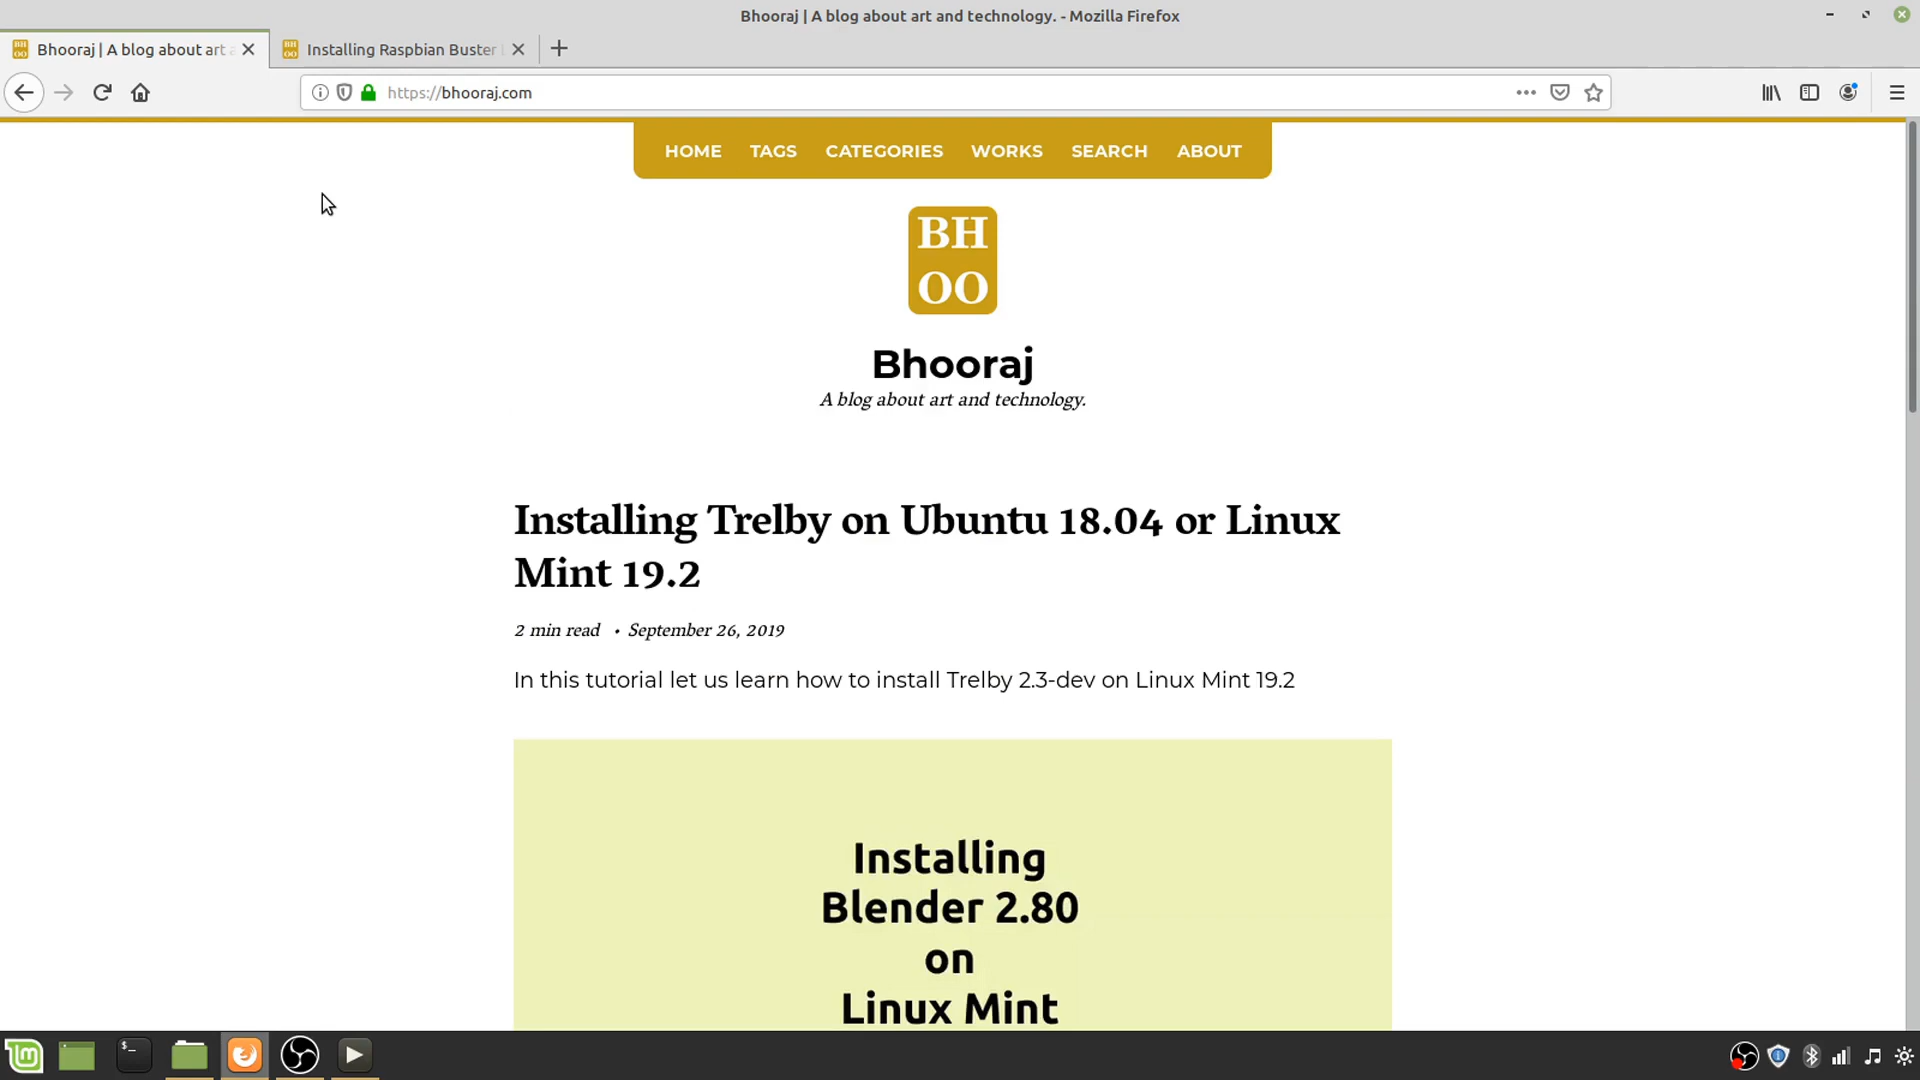 Bhooraj | A blog about art and technology. - Mozilla Firefox
Bhooraj | A blog about art a
Installing Raspbian Buster
https://bhooraj.com
HOME TAGS CATEGORIES WORKS SEARCH ABOUT
BH
OO
Bhooraj
A blog about art and technology.
Installing Trelby on Ubuntu 18.04 or Linux
Mint 19.2
2 min read • September 26, 2019
In this tutorial let us learn how to install Trelby 2.3-dev on Linux Mint 19.2
Installing
Blender 2.80
on
Linux Mint